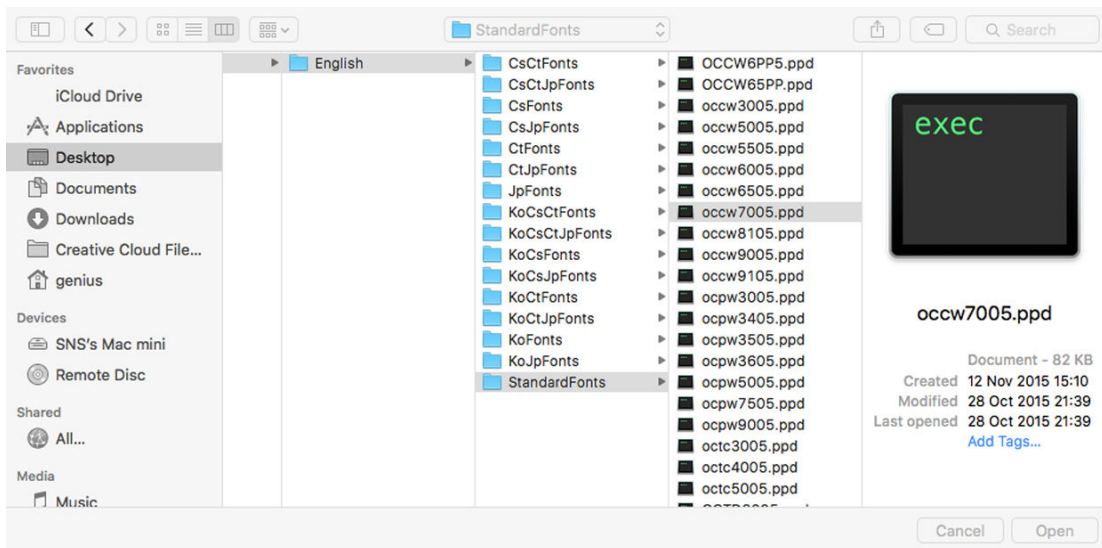 StandardFonts
Search
Favorites
iCloud Drive
Applications
Desktop
Documents
Downloads
Creative Cloud File...
genius
Devices
SNS's Mac mini
Remote Disc
Shared
All...
Media
Music
English
CsCtFonts
CsCtJpFonts
CsFonts
CsJpFonts
CtFonts
CtJpFonts
JpFonts
KoCsCtFonts
KoCsCtJpFonts
KoCsFonts
KoCsJpFonts
KoCtFonts
KoCtJpFonts
KoFonts
KoJpFonts
StandardFonts
OCCW6PP5.ppd
OCCW65PP.ppd
occw3005.ppd
occw5005.ppd
occw5505.ppd
occw6005.ppd
occw6505.ppd
occw7005.ppd
occw8105.ppd
occw9005.ppd
occw9105.ppd
ocpw3005.ppd
ocpw3405.ppd
ocpw3505.ppd
ocpw3605.ppd
ocpw5005.ppd
ocpw7505.ppd
ocpw9005.ppd
octc3005.ppd
octc4005.ppd
octc5005.ppd
exec
occw7005.ppd
Document - 82 KB
Created 12 Nov 2015 15:10
Modified 28 Oct 2015 21:39
Last opened 28 Oct 2015 21:39
Add Tags...
Cancel
Open